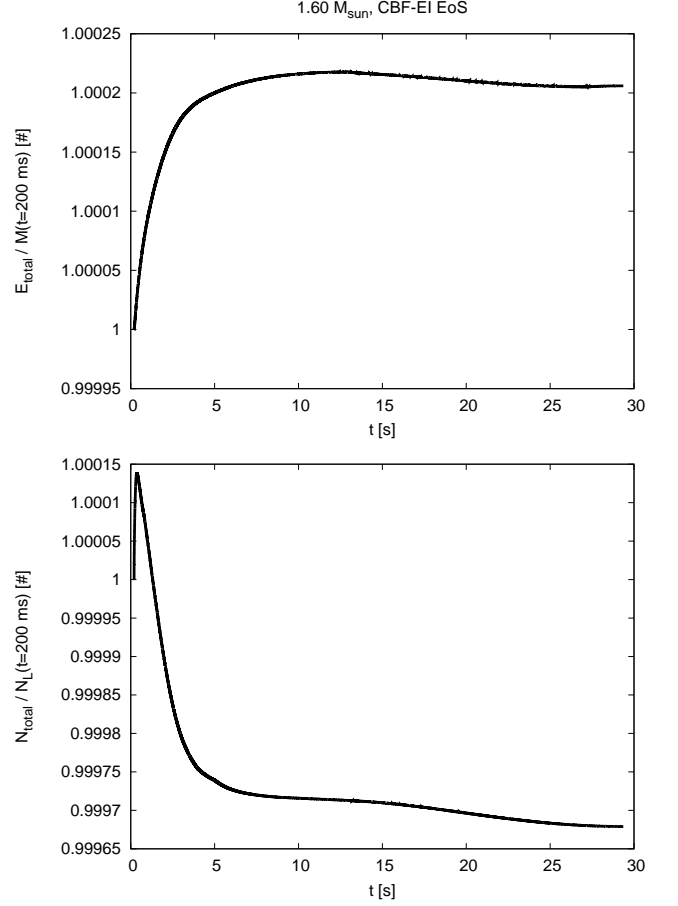 1.60 M_sun, CBF-EI EoS
1.00025
1.0002
1.00015
1.0001
1.00005
1
0.99995
E_total / M(t=200 ms) [#]
0 5 10 15 20 25 30
t [s]
1.00015
1.0001
1.00005
1
0.99995
0.9999
0.99985
0.9998
0.99975
0.9997
0.99965
N_total / N_L(t=200 ms) [#]
0 5 10 15 20 25 30
t [s]